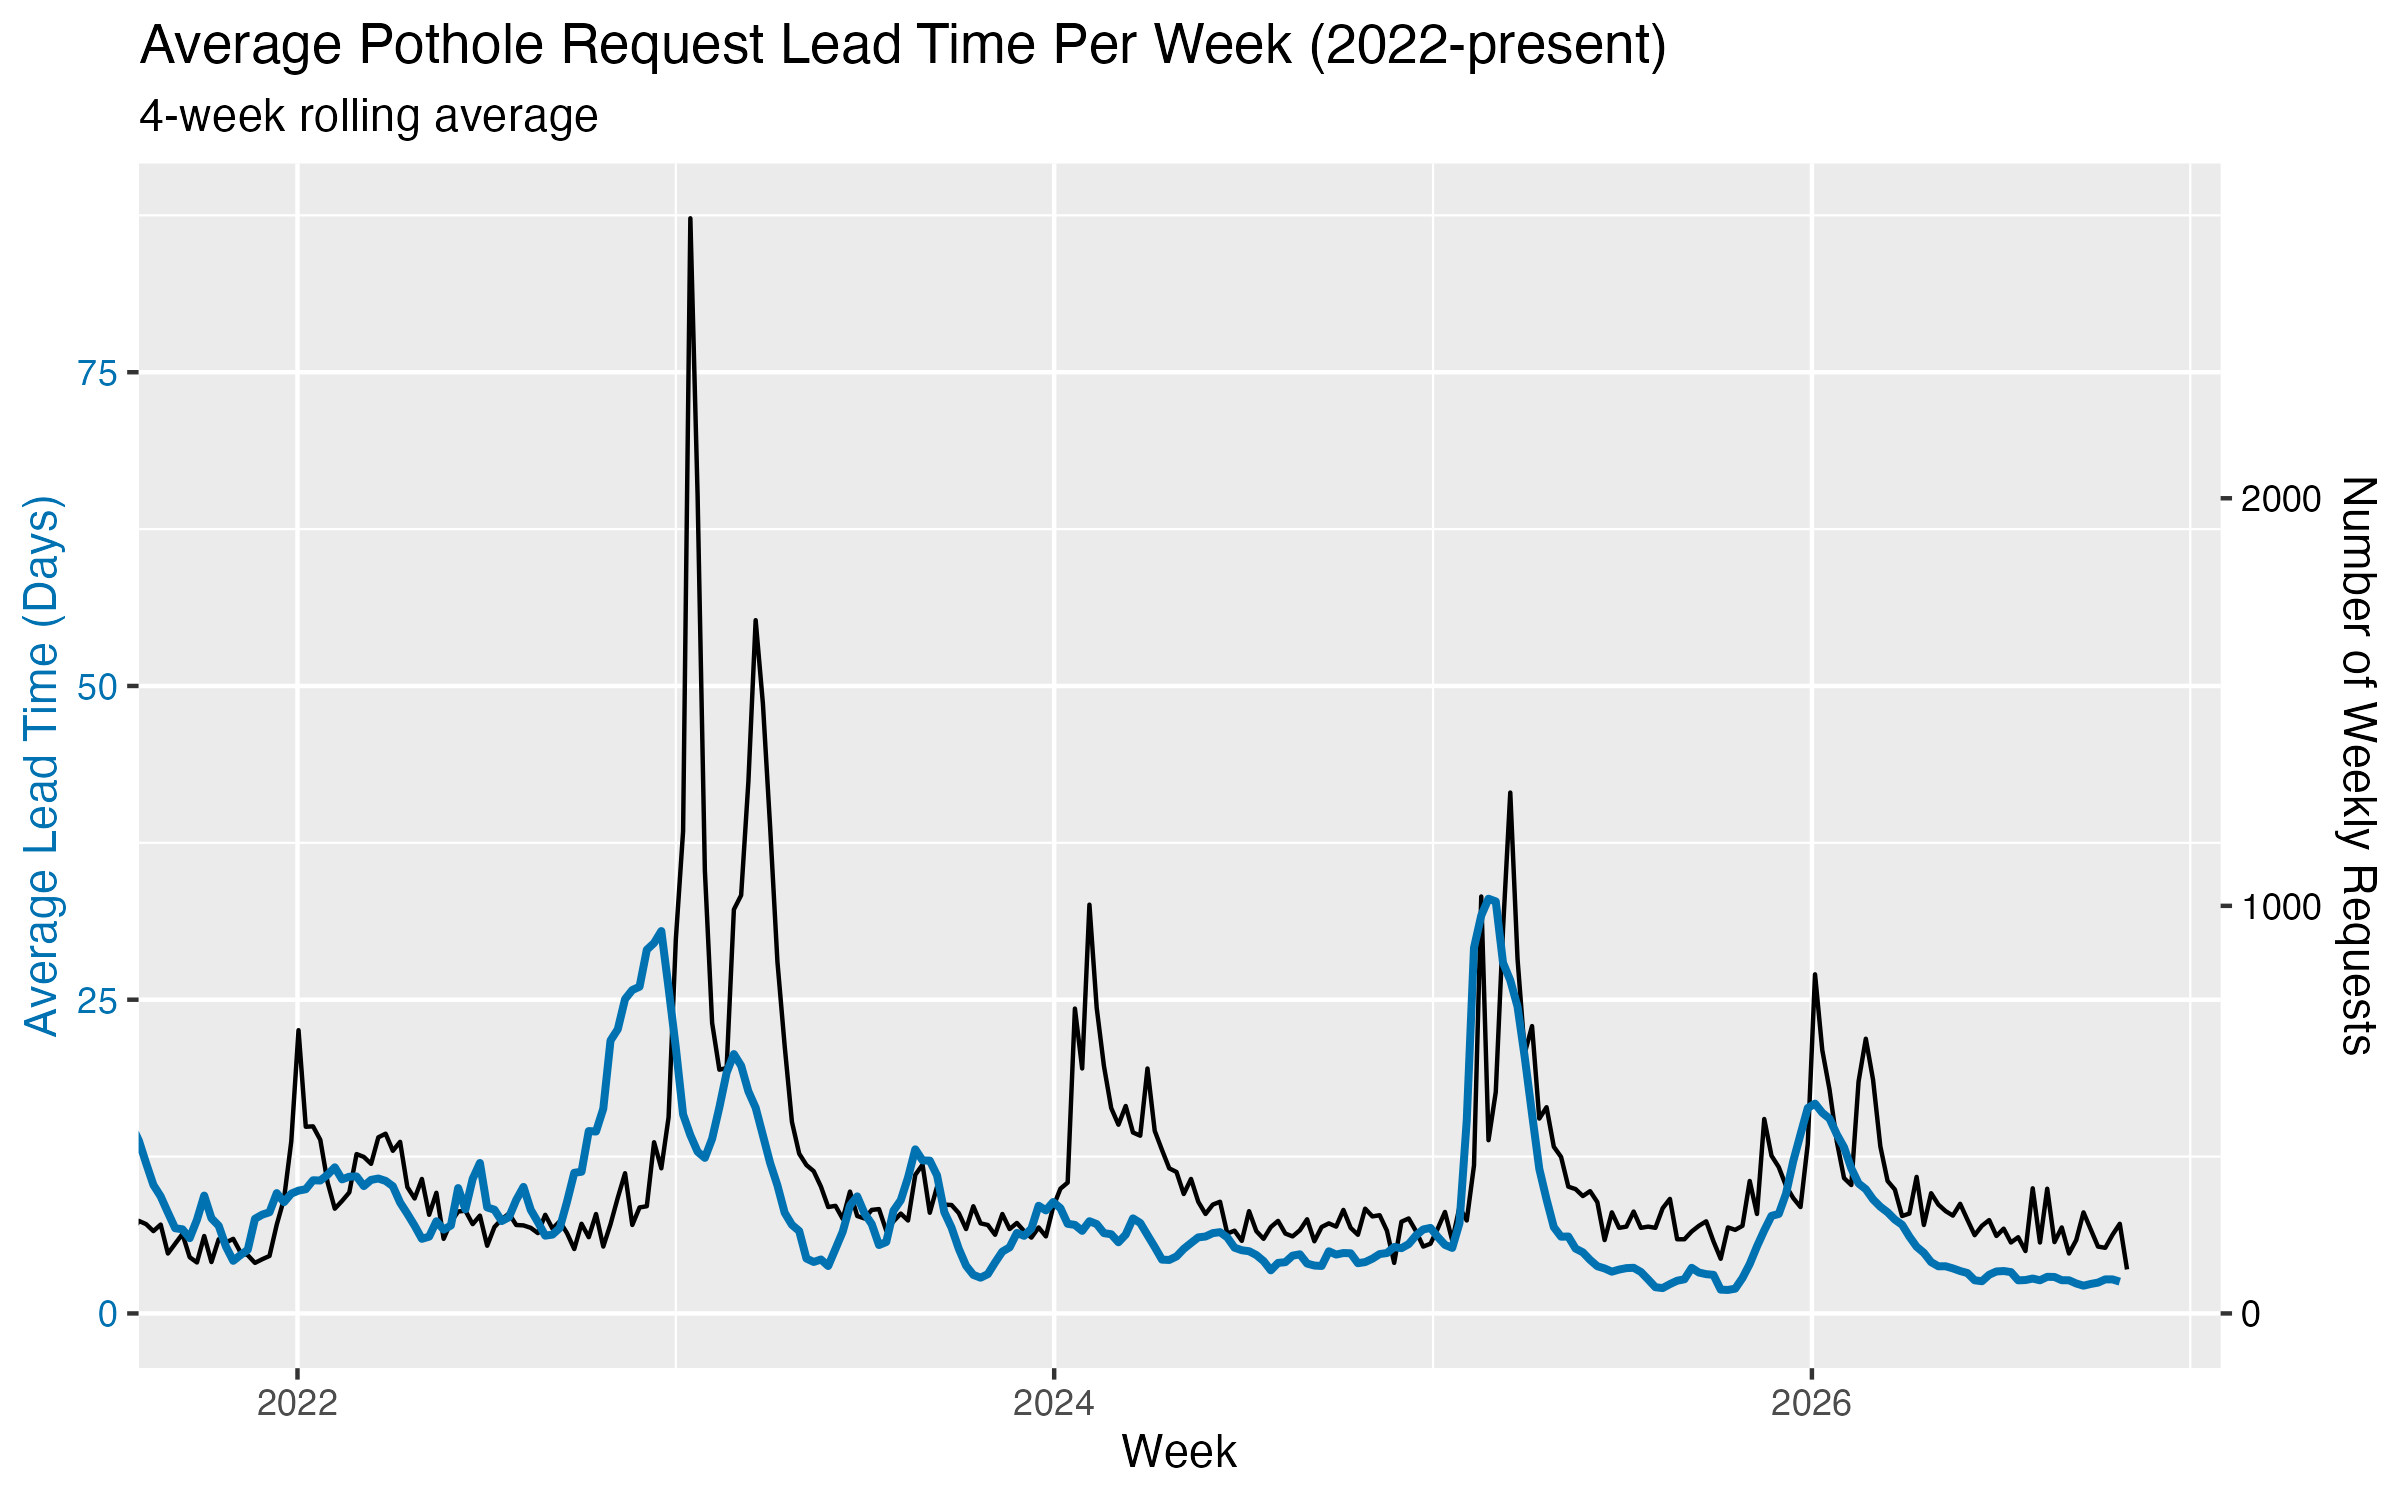 Average Pothole Request Lead Time Per Week (2022-present)
4-week rolling average
Average Lead Time (Days)
75
50
25
0
2000
1000
0
Number of Weekly Requests
2022
2024
2026
Week